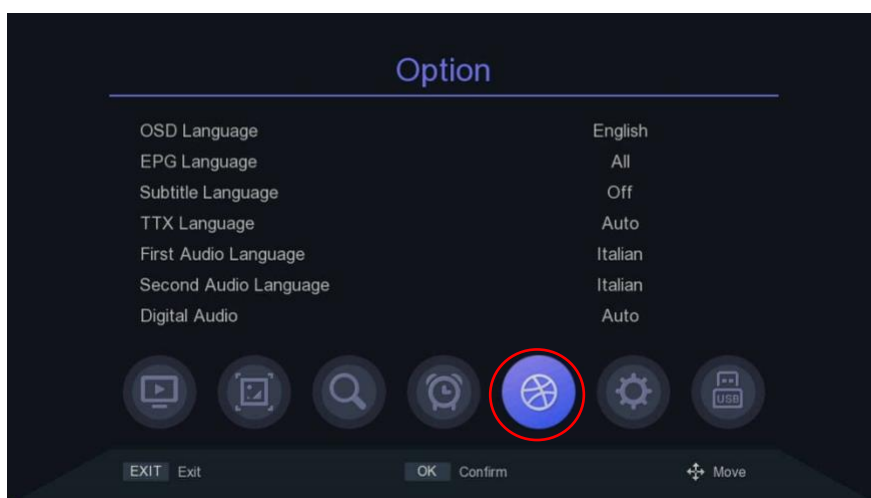 Option
OSD Language English
EPG Language All
Subtitle Language Off
TTX Language Auto
First Audio Language Italian
Second Audio Language Italian
Digital Audio Auto
USB
EXIT Exit OK Confirm Move